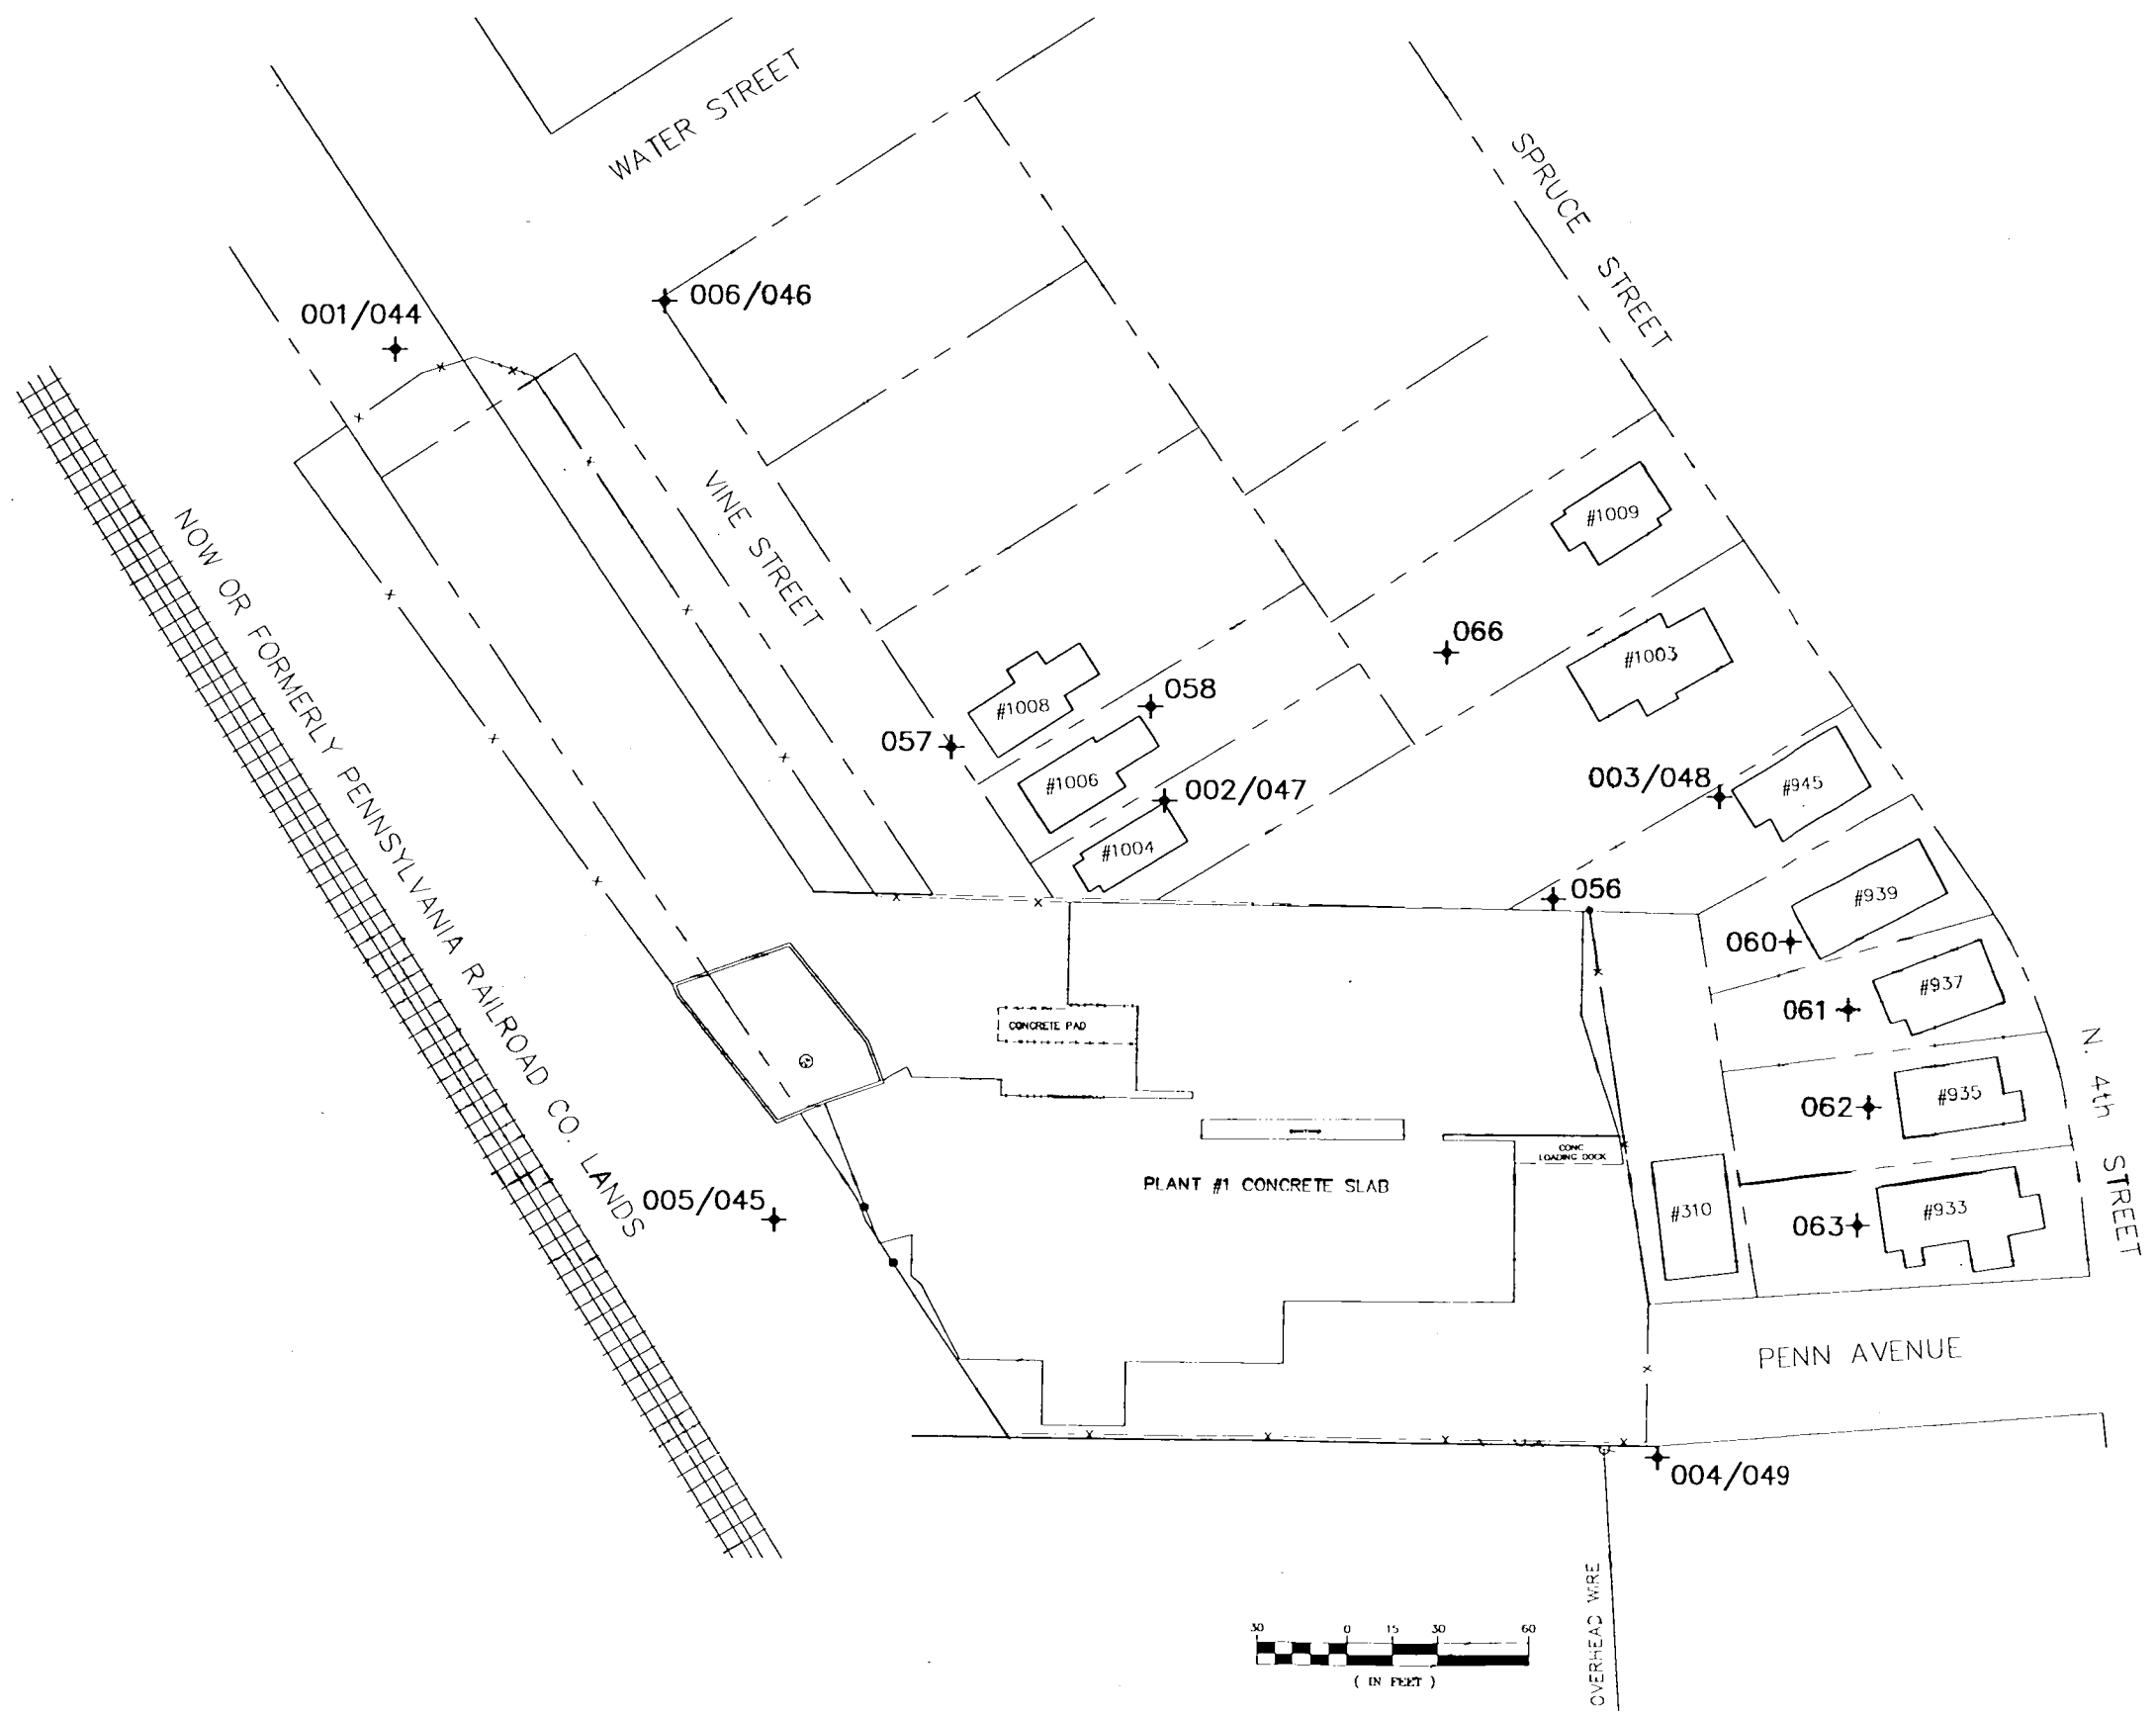 WATER STREET
SPRUCE STREET
006/046
001/044
VINE STREET
#1009
NOW OR FORMERLY PENNSYLVANIA RAILROAD CO. LANDS
066
#1003
058
#1008
057
#1006
002/047
003/048
#945
#1004
056
#939
060
#937
061
CONCRETE PAD
N. 4th STREET
062
#935
CONC
LOADING DOCK
PLANT #1 CONCRETE SLAB
005/045
#310
063
#933
PENN AVENUE
004/049
OVERHEAD WIRE
30 0 15 30 60
( IN FEET )